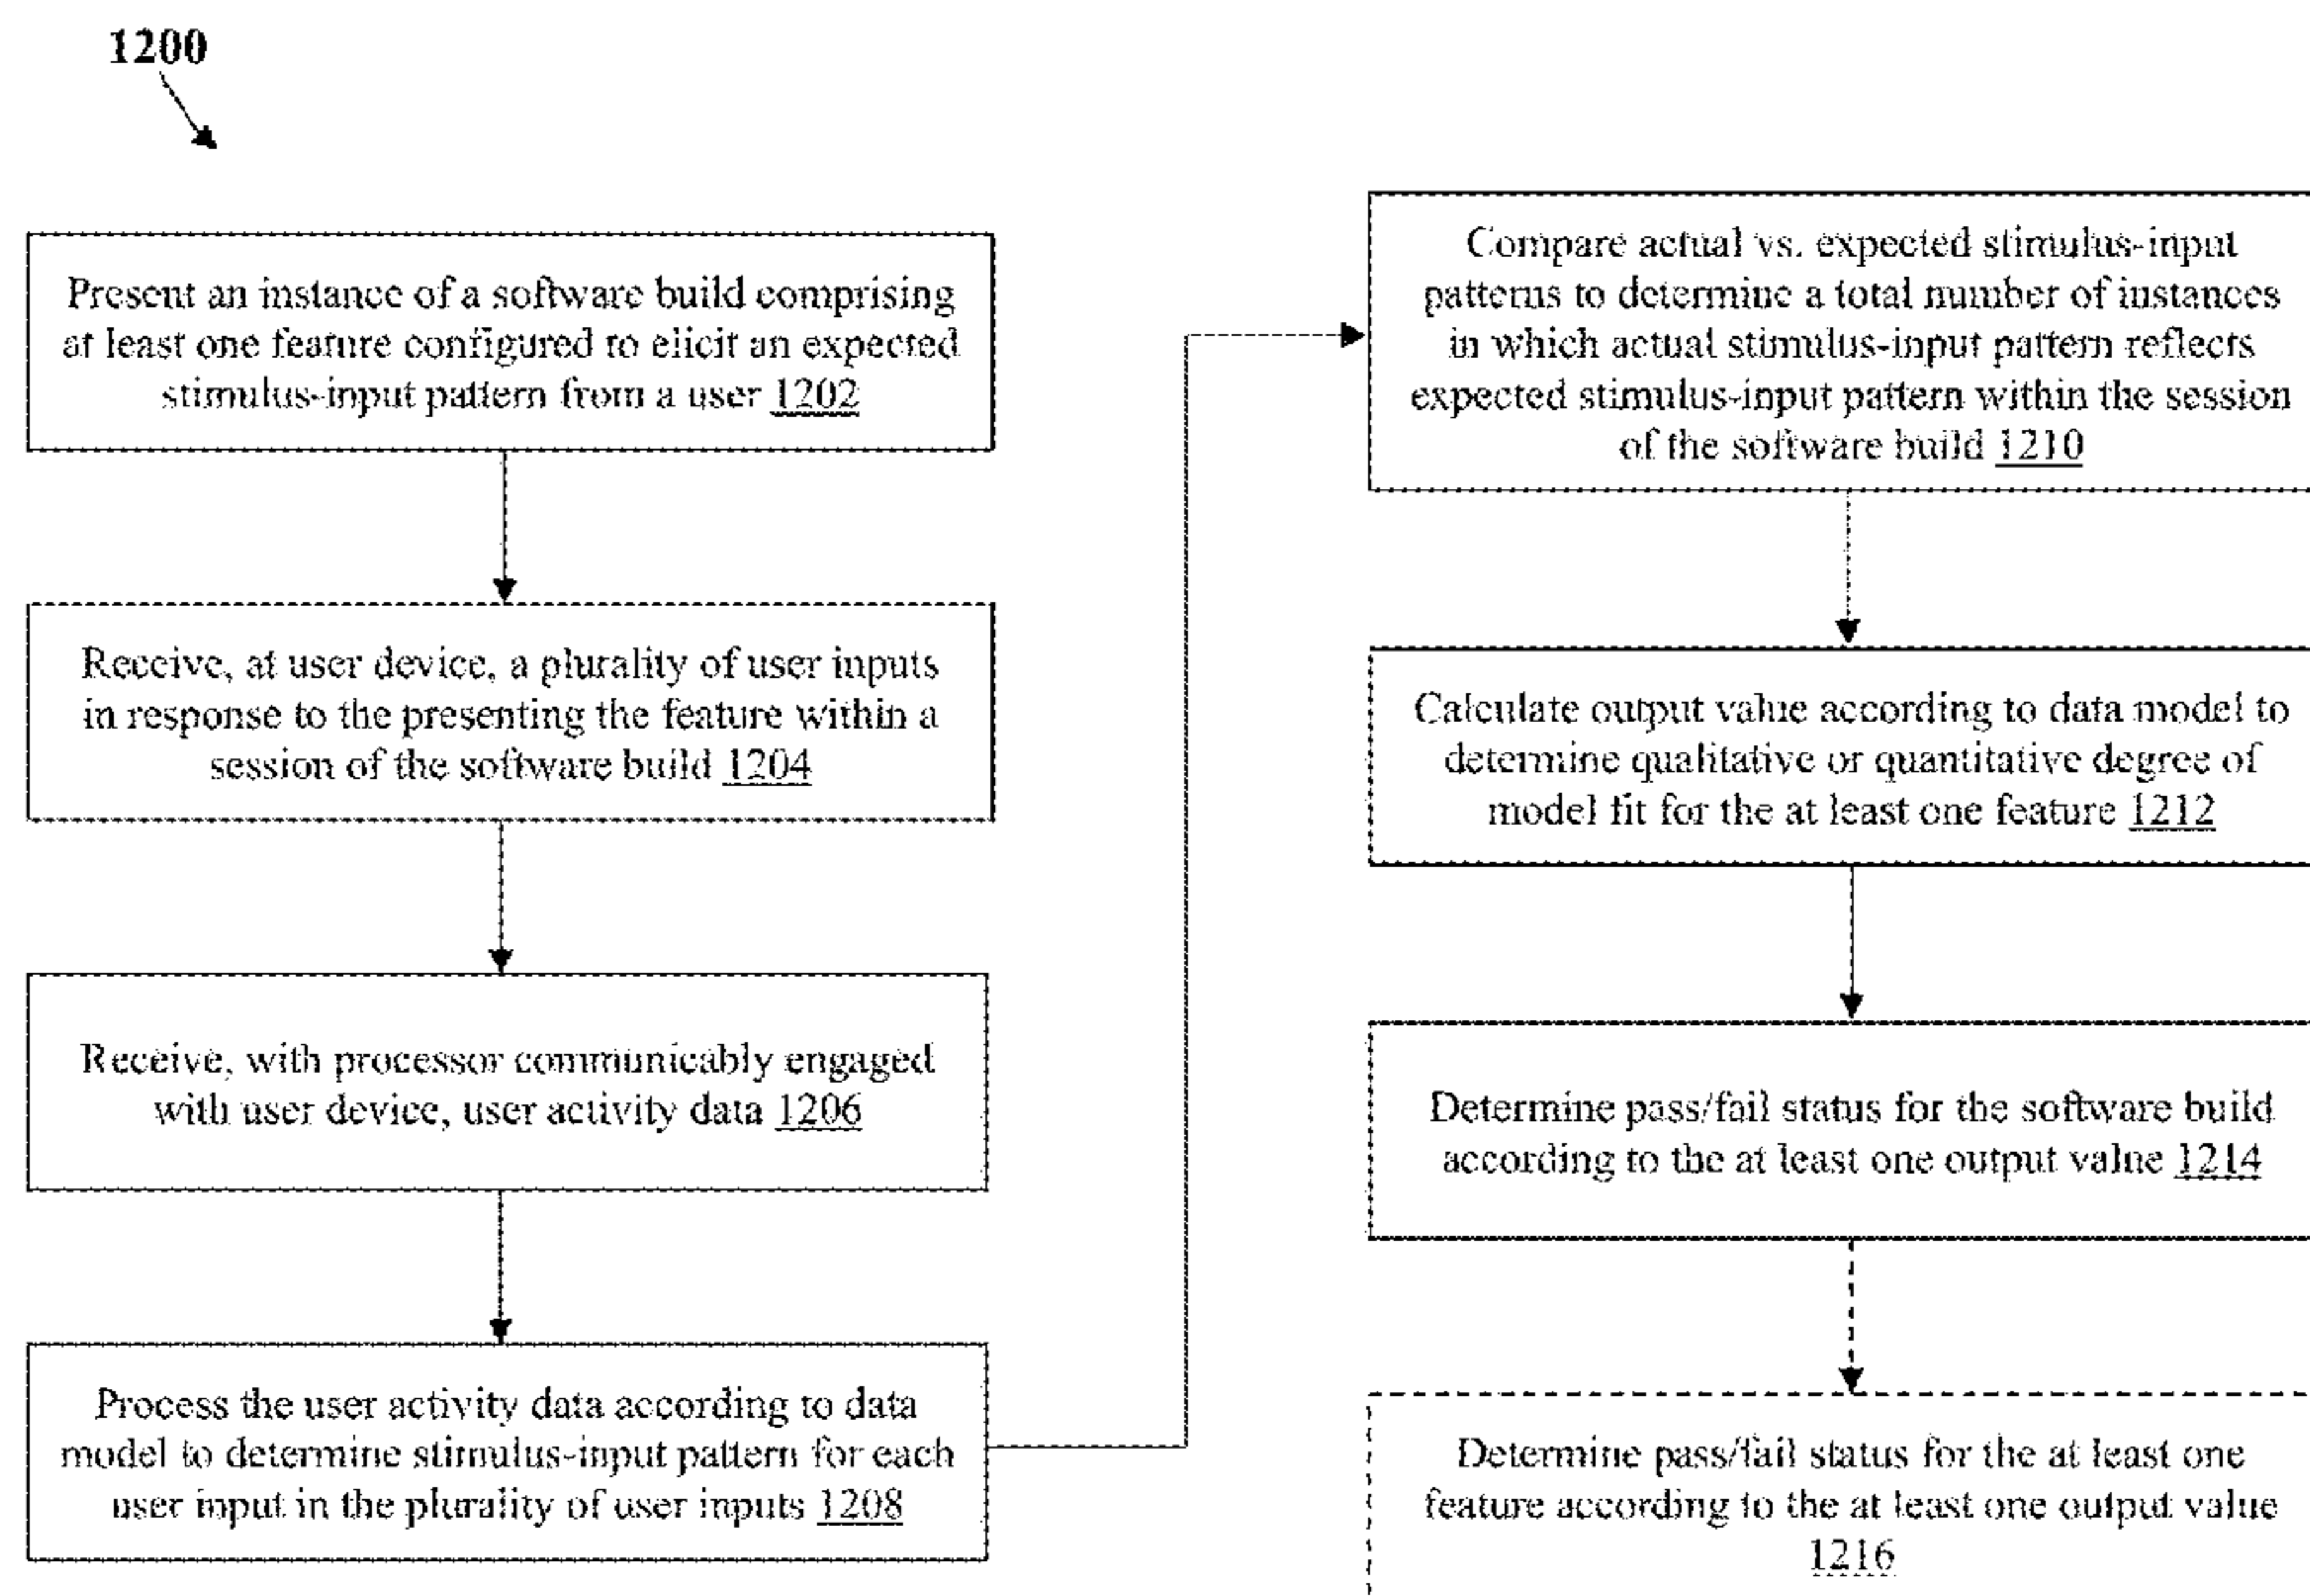 1200
Present an instance of a software build comprising
at least one feature configured to elicit an expected
stimulus-input pattern from a user 1202
Receive, at user device, a plurality of user inputs
in response to the presenting the feature within a
session of the software build 1204
Receive, with processor communicably engaged
with user device, user activity data 1206
Process the user activity data according to data
model to determine stimulus-input pattern for each
user input in the plurality of user inputs 1208
Compare actual vs. expected stimulus-input
patterns to determine a total number of instances
in which actual stimulus-input pattern reflects
expected stimulus-input pattern within the session
of the software build 1210
Calculate output value according to data model to
determine qualitative or quantitative degree of
model fit for the at least one feature 1212
Determine pass/fail status for the software build
according to the at least one output value 1214
Determine pass/fail status for the at least one
feature according to the at least one output value
1216